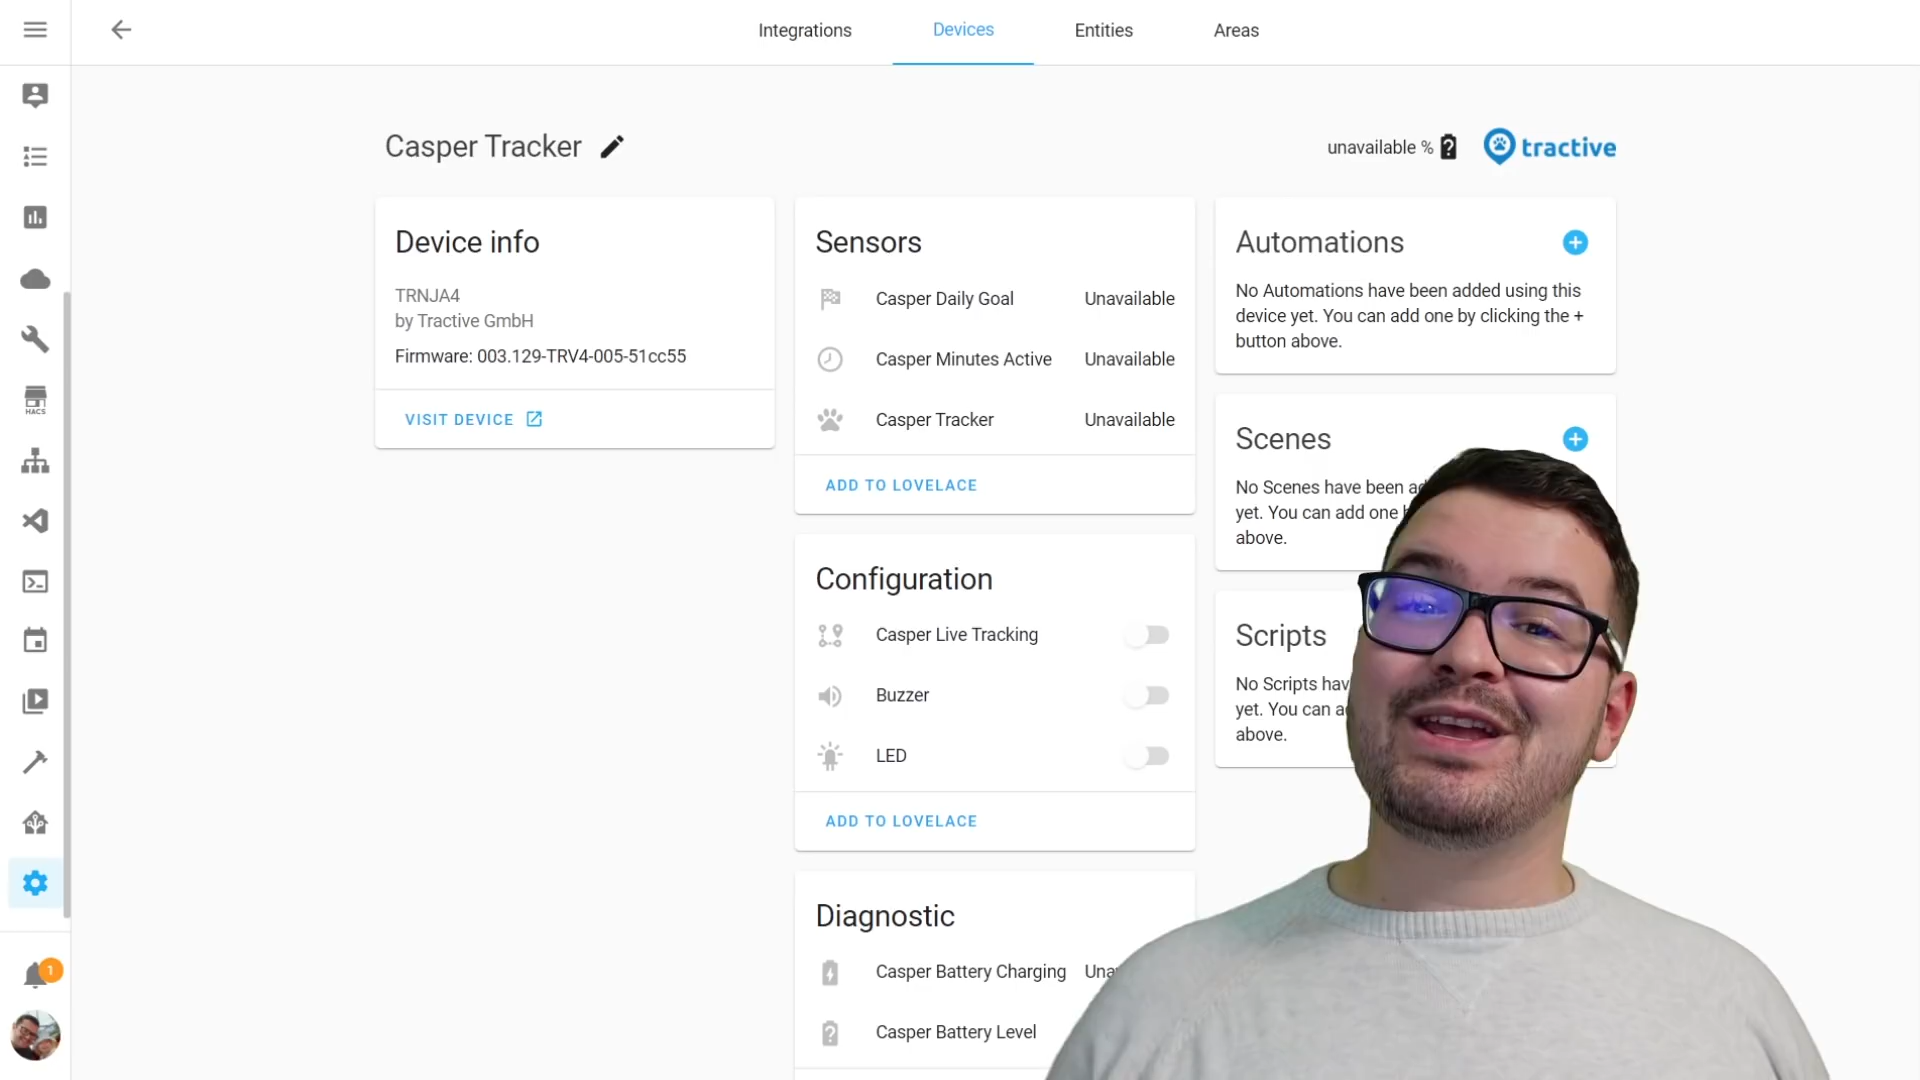 Integrations
Devices
Entities
Areas
Casper Tracker
unavailable %
tractive
Device info
TRNJA4
by Tractive GmbH
Firmware: 003.129-TRV4-005-51cc55
VISIT DEVICE
Sensors
Casper Daily Goal Unavailable
Casper Minutes Active Unavailable
Casper Tracker Unavailable
ADD TO LOVELACE
Configuration
Casper Live Tracking
Buzzer
LED
ADD TO LOVELACE
Diagnostic
Casper Battery Charging
Casper Battery Level
Automations
No Automations have been added using this
device yet. You can add one by clicking the +
button above.
Scenes
No Scenes have been
yet. You can add one
above.
Scripts
No Scripts
yet. You can
above.
HACS
1